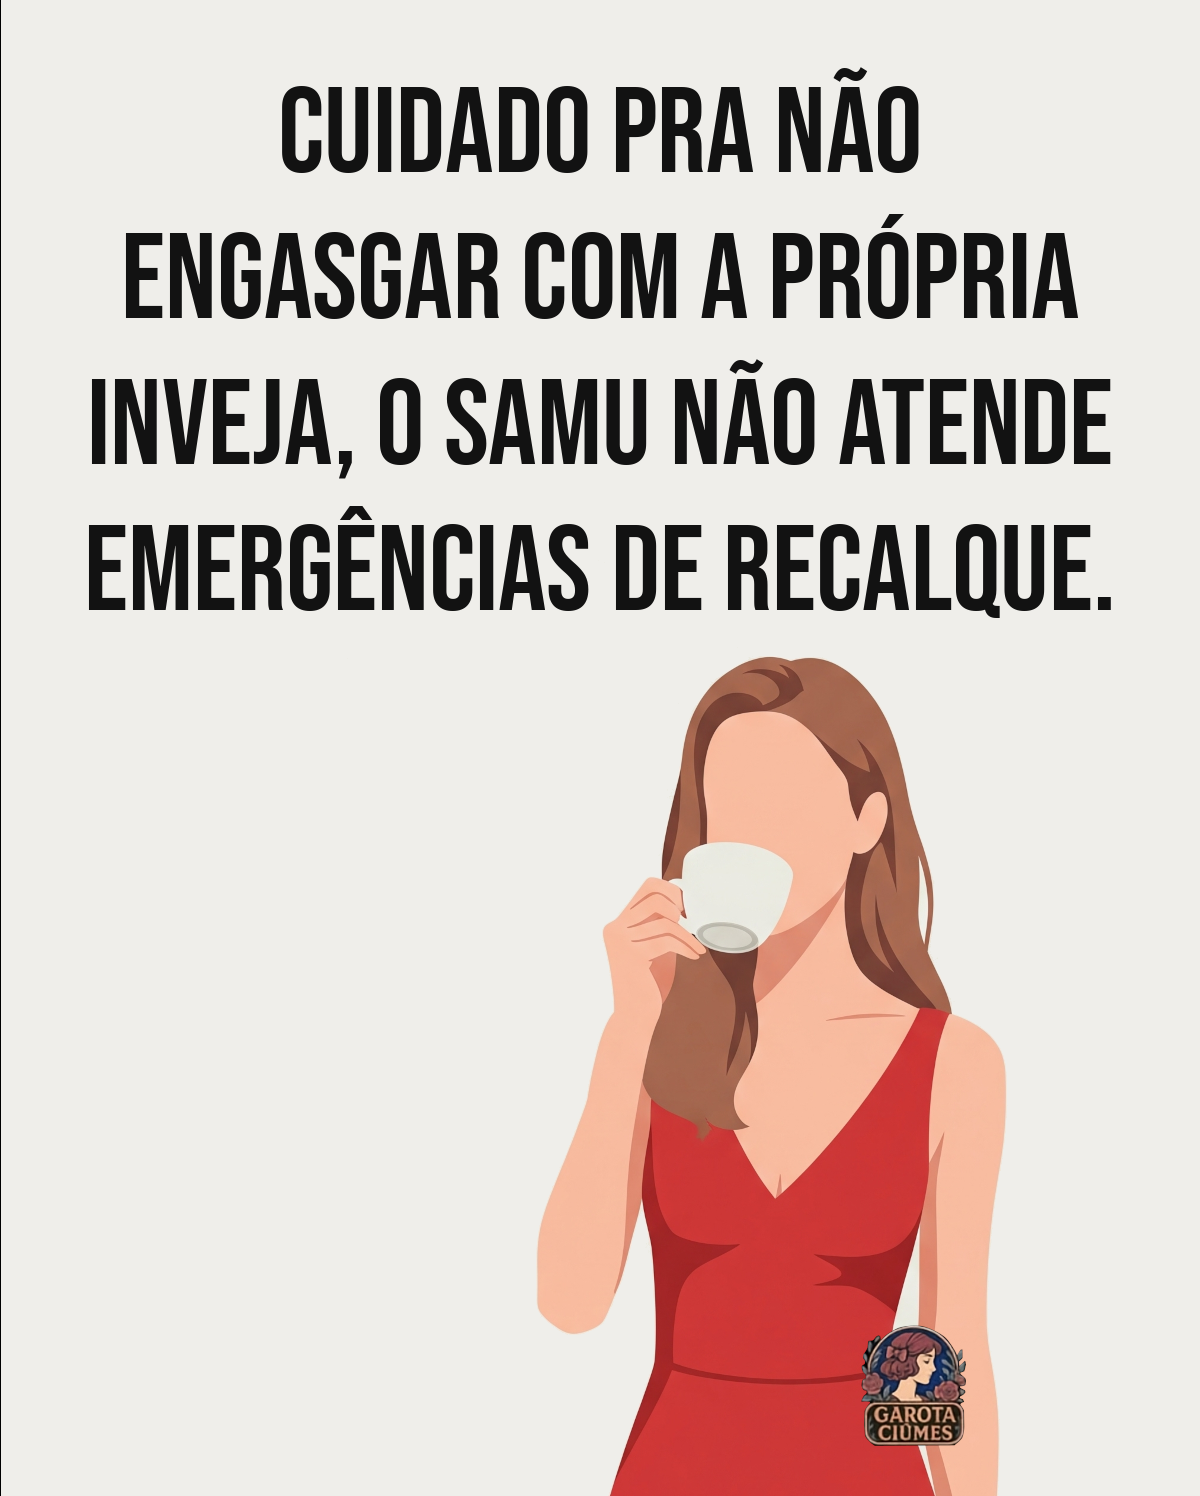 CUIDADO PRA NÃO
ENGASGAR COM A PRÓPRIA
INVEJA, O SAMU NÃO ATENDE
EMERGÊNCIAS DE RECALQUE.
GAROTA
CIÚMES